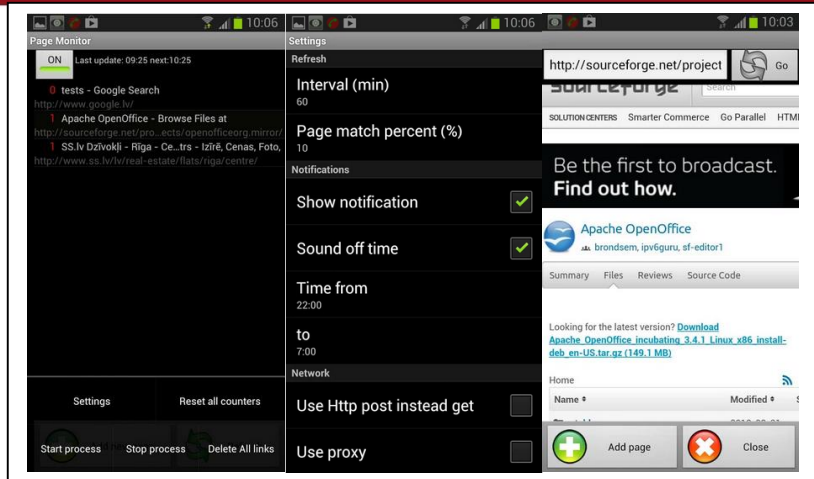 10:06
Page Monitor
ON Last update: 09:25 next:10:25
0 tests - Google Search
http://www.google.lv/
1 Apache OpenOffice - Browse Files at
http://sourceforge.net/pro...ects/openofficeorg.mirror/
1 SS.lv Dzīvokļi - Rīga - Ce...trs - Izīrē, Cenas, Foto,
http://www.ss.lv/lv/real-estate/flats/riga/centre/
Settings Reset all counters
Start process Stop process Delete All links
10:06
Settings
Refresh
Interval (min)
60
Page match percent (%)
10
Notifications
Show notification
Sound off time
Time from
22:00
to
7:00
Network
Use Http post instead get
Use proxy
10:03
http://sourceforge.net/project Go
sourceforge Search
SOLUTION CENTERS Smarter Commerce Go Parallel HTMl
Be the first to broadcast.
Find out how.
Apache OpenOffice
brondsem, ipv6guru, sf-editor1
Summary Files Reviews Source Code
Looking for the latest version? Download
Apache_OpenOffice_incubating_3.4.1_Linux_x86_install-
deb_en-US.tar.gz (149.1 MB)
Home
Name Modified S
Add page Close